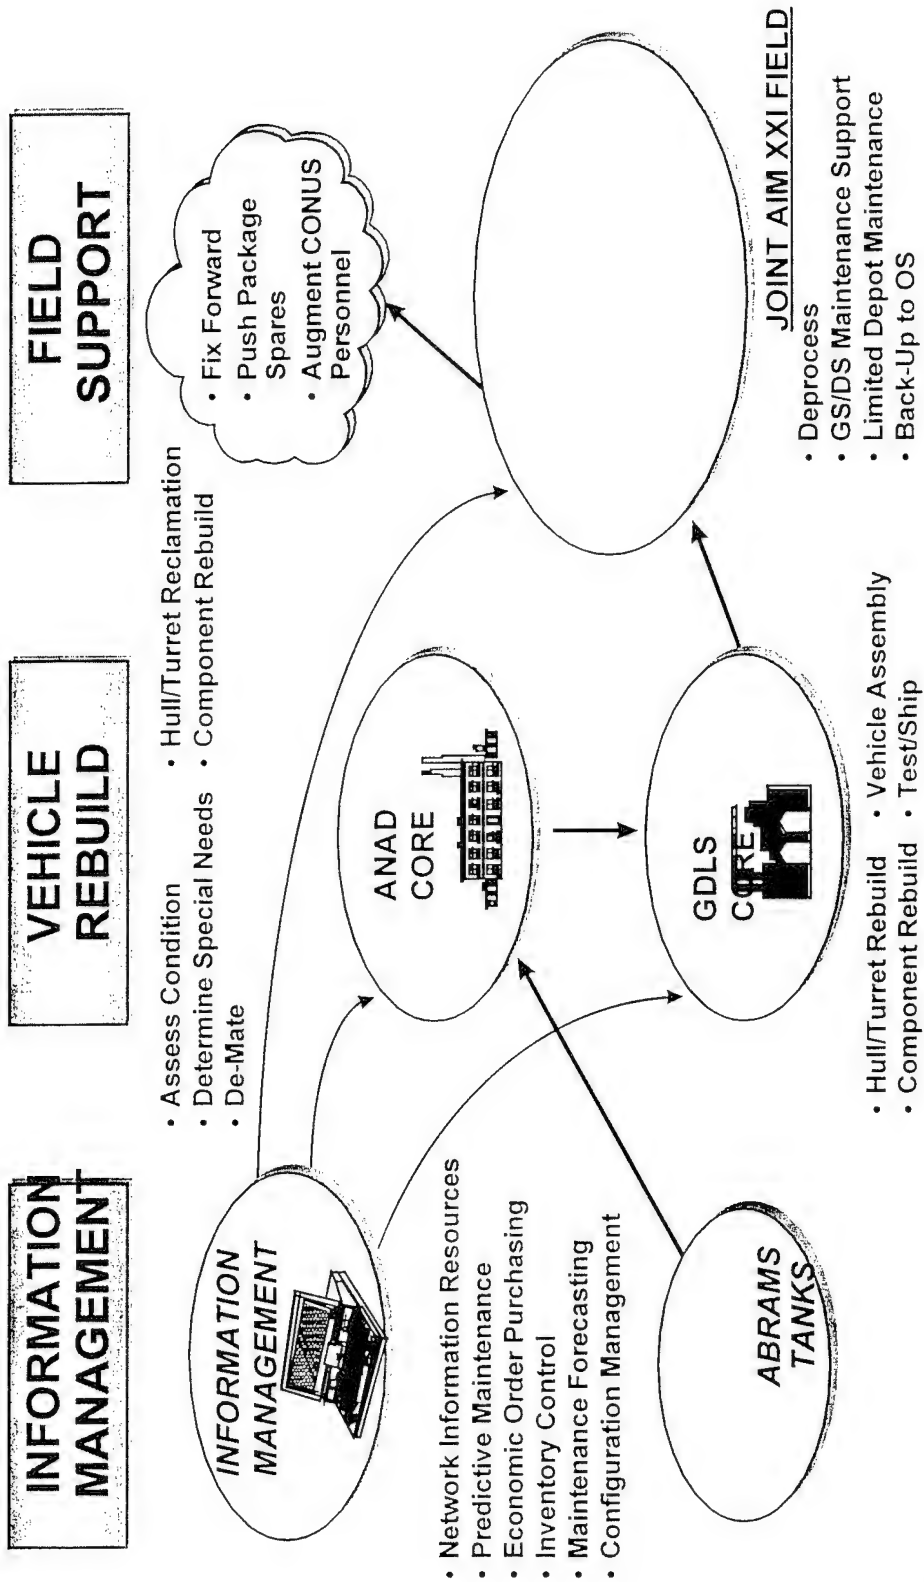 INFORMATION
MANAGEMENT
VEHICLE
REBUILD
FIELD
SUPPORT
INFORMATION
MANAGEMENT
• Network Information Resources
• Predictive Maintenance
• Economic Order Purchasing
Inventory Control
• Maintenance Forecasting
• Configuration Management
ABRAMS
TANKS
• Assess Condition
• Determine Special Needs
• De-Mate
• Hull/Turret Reclamation
• Component Rebuild
ANAD
CORE
GDLS
CORE
• Hull/Turret Rebuild
• Component Rebuild
• Vehicle Assembly
• Test/Ship
• Fix Forward
• Push Package
Spares
• Augment CONUS
Personnel
JOINT AIM XXI FIELD
• Deprocess
• GS/DS Maintenance Support
• Limited Depot Maintenance
• Back-Up to OS